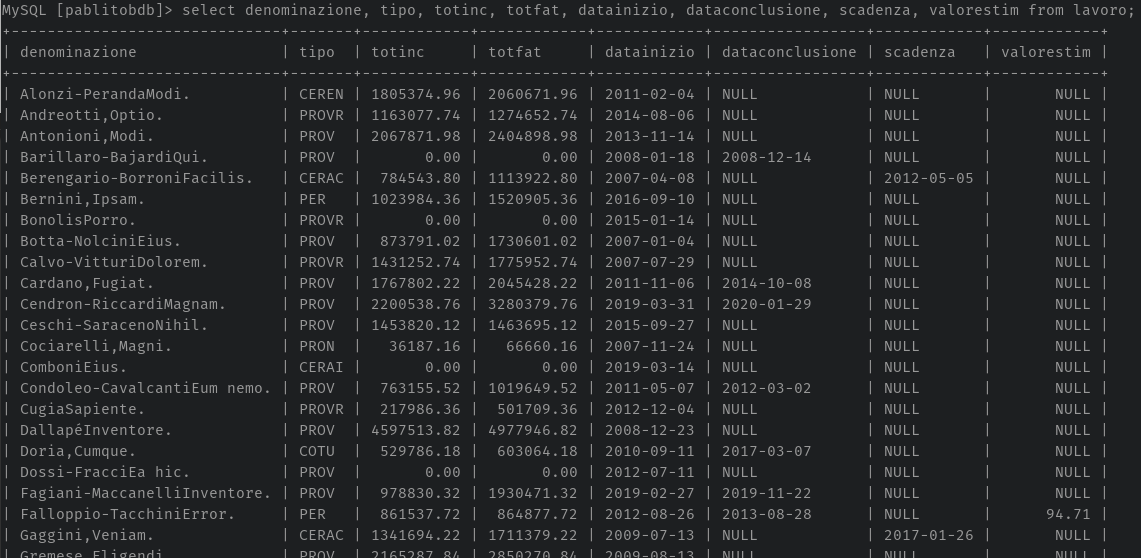 MySQL [pablitobdb]> select denominazione, tipo, totinc, totfat, datainizio, dataconclusione, scadenza, valorestim from lavoro;
+------------------------------+-------+------------+------------+------------+-----------------+------------+------------+
| denominazione | tipo | totinc | totfat | datainizio | dataconclusione | scadenza | valorestim |
+------------------------------+-------+------------+------------+------------+-----------------+------------+------------+
| Alonzi-PerandaModi. | CEREN | 1805374.96 | 2060671.96 | 2011-02-04 | NULL | NULL | NULL |
| Andreotti,Optio. | PROVR | 1163077.74 | 1274652.74 | 2014-08-06 | NULL | NULL | NULL |
| Antonioni,Modi. | PROV | 2067871.98 | 2404898.98 | 2013-11-14 | NULL | NULL | NULL |
| Barillaro-BajardiQui. | PROV | 0.00 | 0.00 | 2008-01-18 | 2008-12-14 | NULL | NULL |
| Berengario-BorroniFacilis. | CERAC | 784543.80 | 1113922.80 | 2007-04-08 | NULL | 2012-05-05 | NULL |
| Bernini,Ipsam. | PER | 1023984.36 | 1520905.36 | 2016-09-10 | NULL | NULL | NULL |
| BonolisPorro. | PROVR | 0.00 | 0.00 | 2015-01-14 | NULL | NULL | NULL |
| Botta-NolciniEius. | PROV | 873791.02 | 1730601.02 | 2007-01-04 | NULL | NULL | NULL |
| Calvo-VitturiDolorem. | PROVR | 1431252.74 | 1775952.74 | 2007-07-29 | NULL | NULL | NULL |
| Cardano,Fugiat. | PROV | 1767802.22 | 2045428.22 | 2011-11-06 | 2014-10-08 | NULL | NULL |
| Cendron-RiccardiMagnam. | PROV | 2200538.76 | 3280379.76 | 2019-03-31 | 2020-01-29 | NULL | NULL |
| Ceschi-SaracenoNihil. | PROV | 1453820.12 | 1463695.12 | 2015-09-27 | NULL | NULL | NULL |
| Cociarelli,Magni. | PRON | 36187.16 | 66660.16 | 2007-11-24 | NULL | NULL | NULL |
| ComboniEius. | CERAI | 0.00 | 0.00 | 2019-03-14 | NULL | NULL | NULL |
| Condoleo-CavalcantiEum nemo. | PROV | 763155.52 | 1019649.52 | 2011-05-07 | 2012-03-02 | NULL | NULL |
| CugiaSapiente. | PROVR | 217986.36 | 501709.36 | 2012-12-04 | NULL | NULL | NULL |
| DallapéInventore. | PROVR | 4597513.82 | 4977946.82 | 2008-12-23 | NULL | NULL | NULL |
| Doria,Cumque. | COTU | 529786.18 | 603064.18 | 2010-09-11 | 2017-03-07 | NULL | NULL |
| Dossi-FracciEa hic. | PROV | 0.00 | 0.00 | 2012-07-11 | NULL | NULL | NULL |
| Fagiani-MaccanelliInventore. | PROV | 978830.32 | 1930471.32 | 2019-02-27 | 2019-11-22 | NULL | NULL |
| Falloppio-TacchiniError. | PER | 861537.72 | 864877.72 | 2012-08-26 | 2013-08-28 | NULL | 94.71 |
| Gaggini,Veniam. | CERAC | 1341694.22 | 1711379.22 | 2009-07-13 | NULL | 2017-01-26 | NULL |
| Gremese,Eligendi. | PROV | 2165287.84 | 2850270.84 | 2009-08-13 | NULL | NULL | NULL |